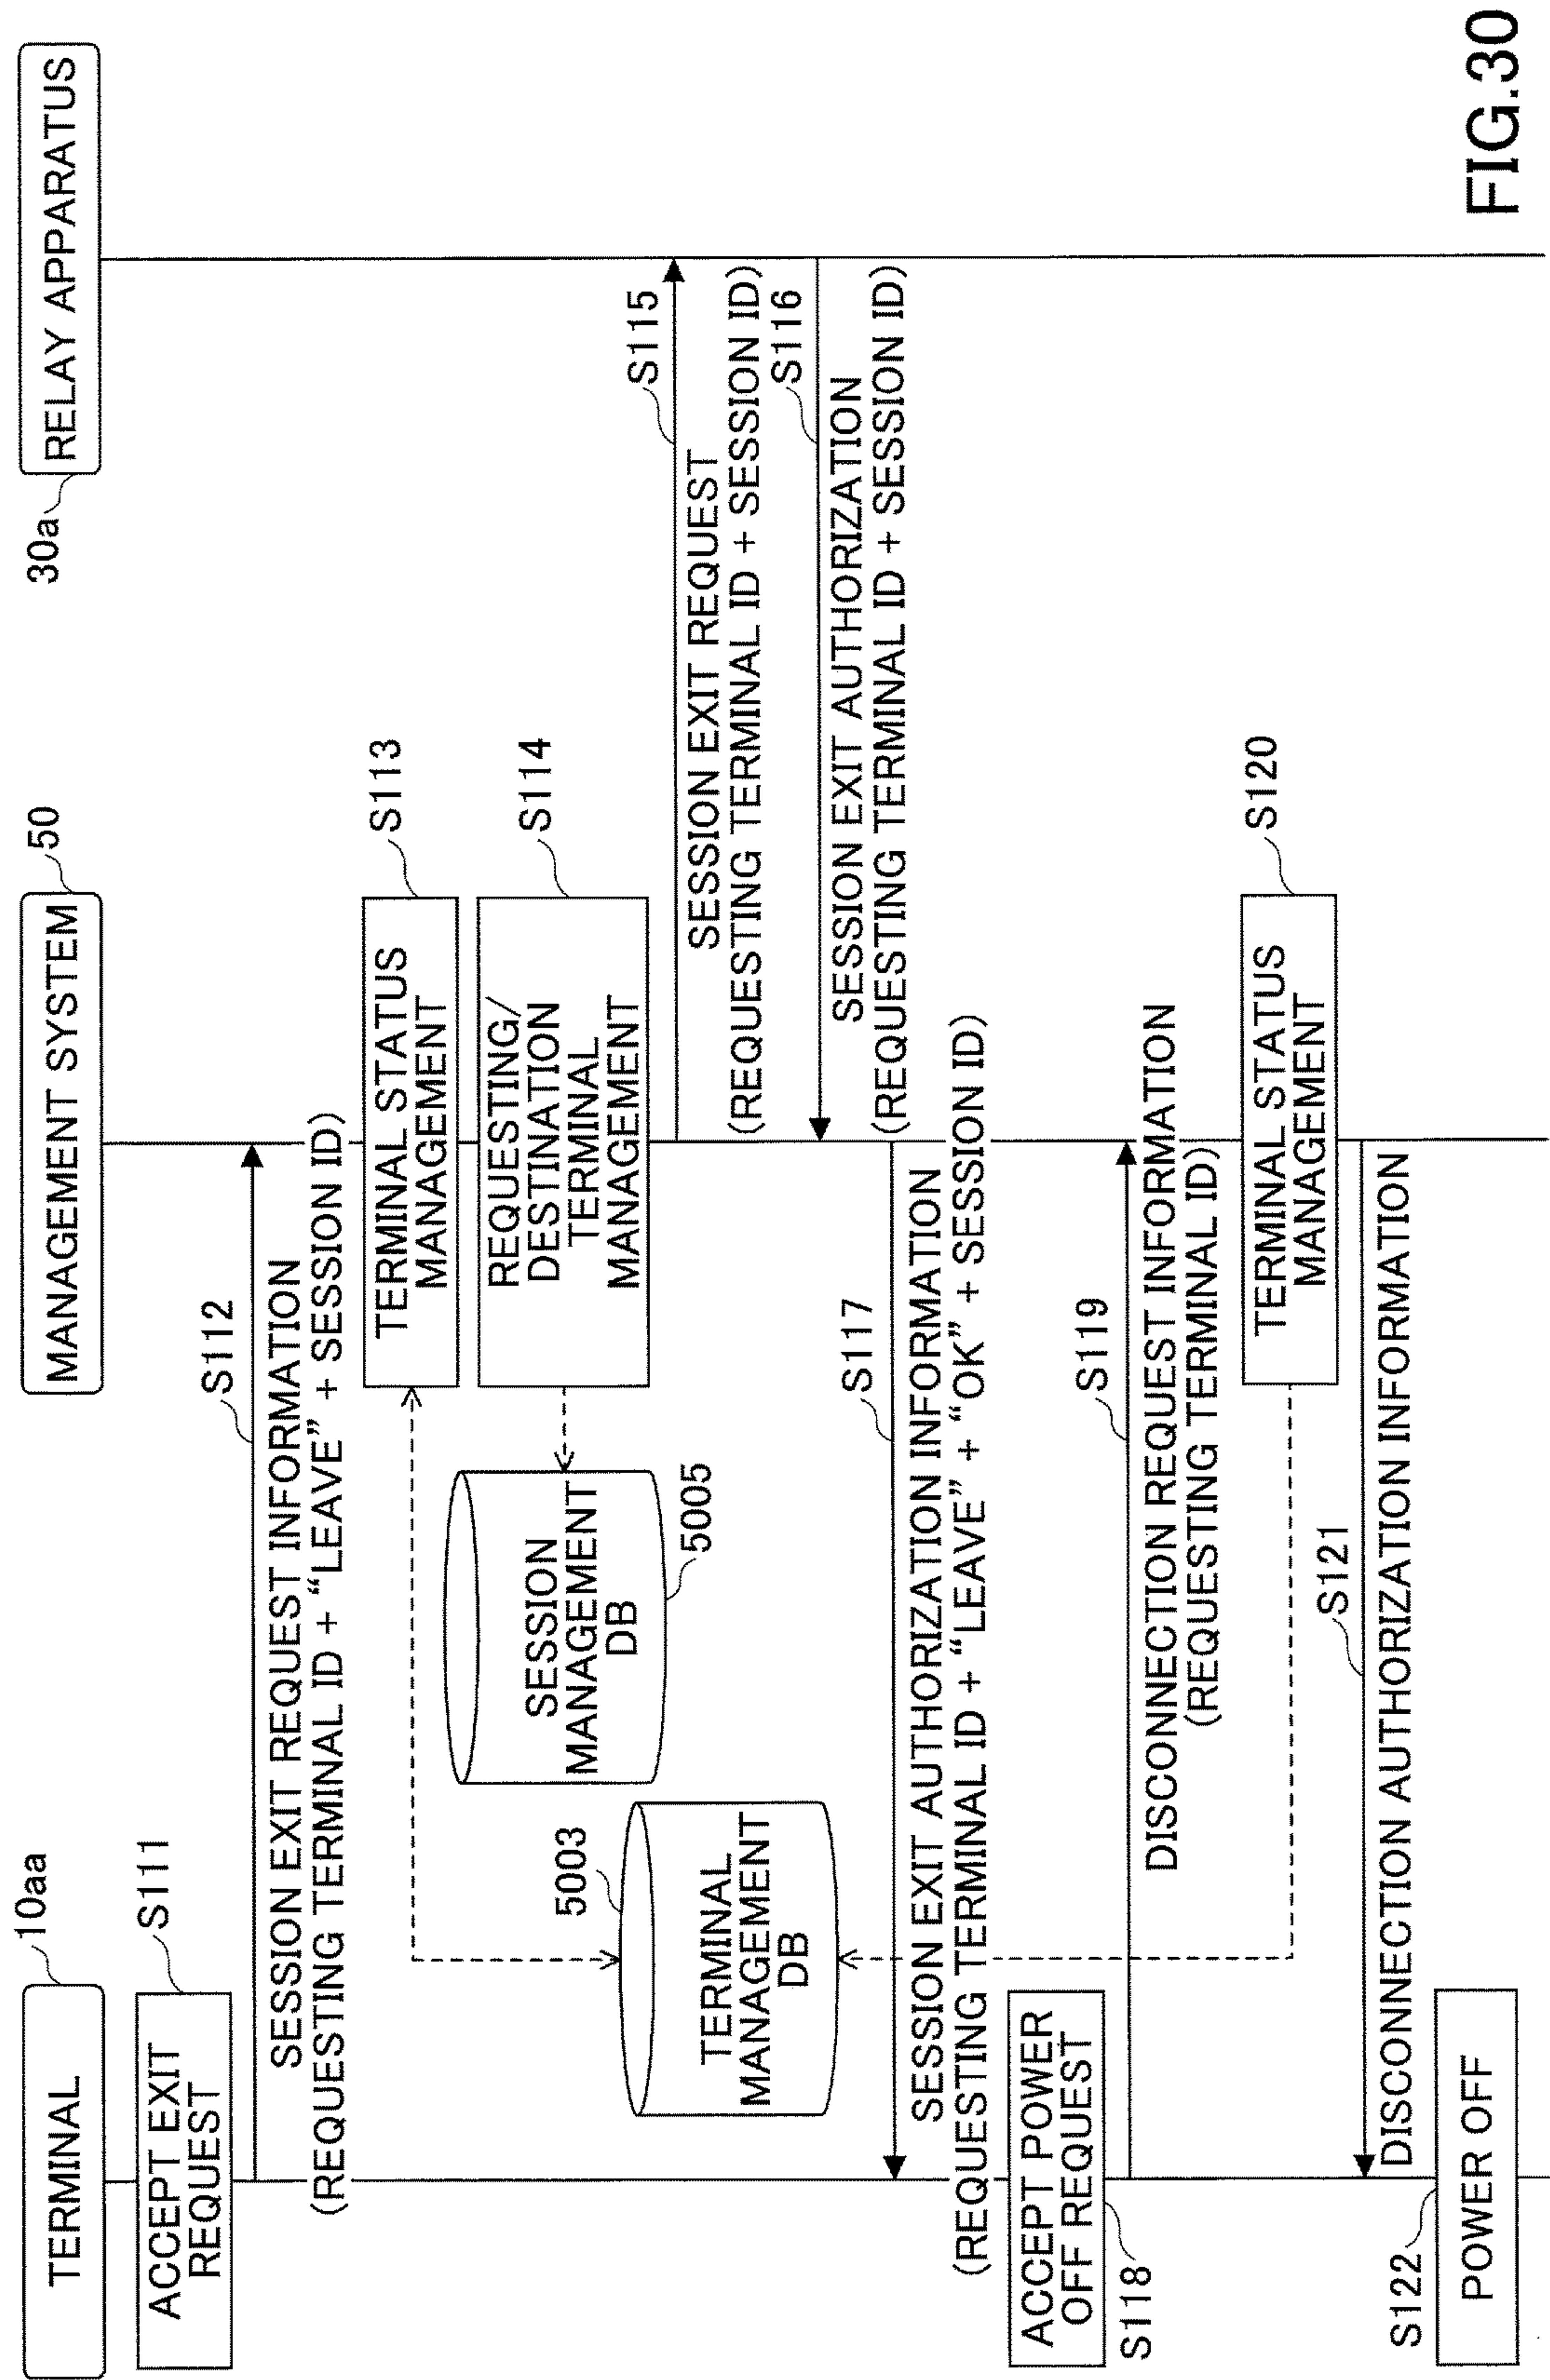 TERMINAL
10aa
MANAGEMENT SYSTEM
50
30a
RELAY APPARATUS
ACCEPT EXIT
REQUEST
S111
S112
SESSION EXIT REQUEST INFORMATION
(REQUESTING TERMINAL ID + “LEAVE” + SESSION ID)
TERMINAL STATUS
MANAGEMENT
S113
REQUESTING/
DESTINATION
TERMINAL
MANAGEMENT
S114
SESSION
MANAGEMENT
DB
5005
5003
TERMINAL
MANAGEMENT
DB
S115
SESSION EXIT REQUEST
(REQUESTING TERMINAL ID + SESSION ID)
S116
SESSION EXIT AUTHORIZATION
(REQUESTING TERMINAL ID + SESSION ID)
S117
SESSION EXIT AUTHORIZATION INFORMATION
(REQUESTING TERMINAL ID + “LEAVE” + “OK” + SESSION ID)
ACCEPT POWER
OFF REQUEST
S118
S119
DISCONNECTION REQUEST INFORMATION
(REQUESTING TERMINAL ID)
TERMINAL STATUS
MANAGEMENT
S120
S121
DISCONNECTION AUTHORIZATION INFORMATION
S122
POWER OFF
FIG.30